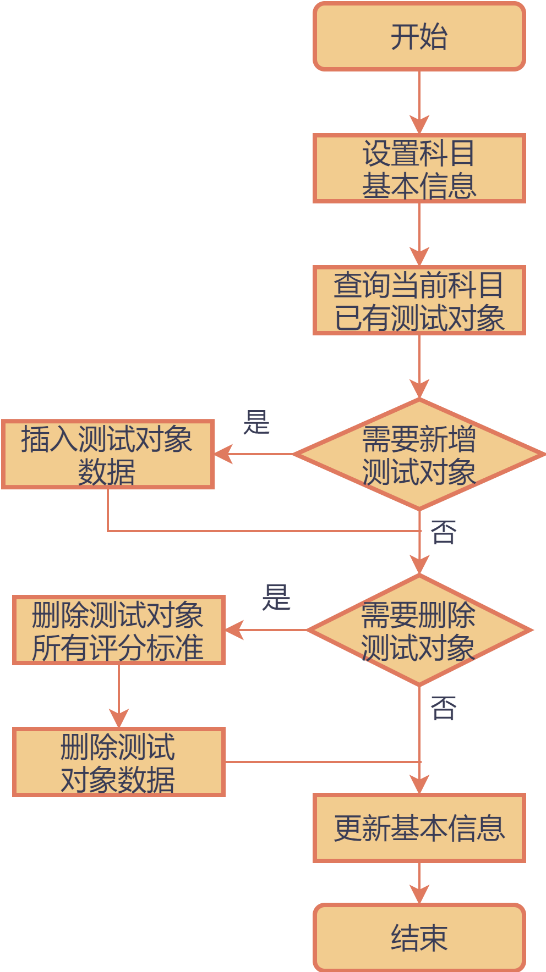 开始
设置科目
基本信息
查询当前科目
已有测试对象
是
需要新增
测试对象
插入测试对象
数据
否
是
需要删除
测试对象
删除测试对象
所有评分标准
否
删除测试
对象数据
更新基本信息
结束